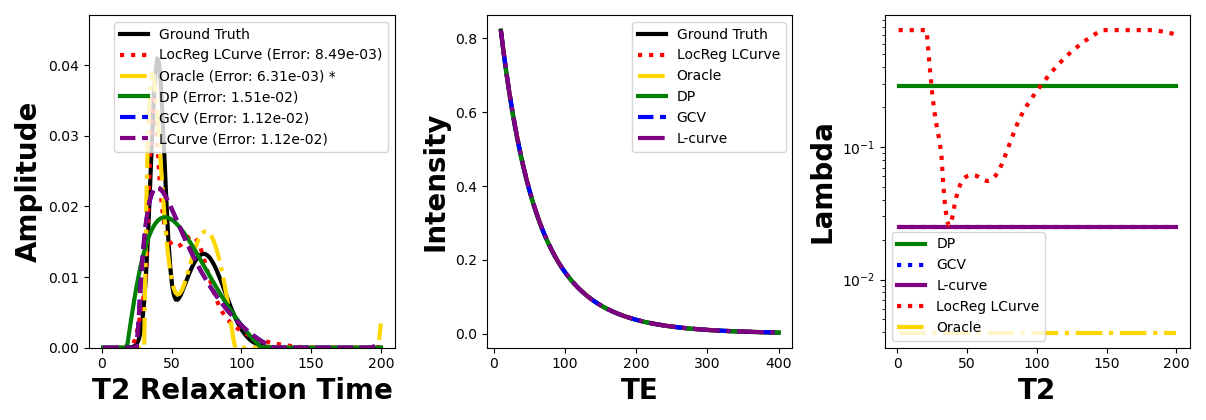 Amplitude
0.04
0.03
0.02
0.01
0.00
Ground Truth
LocReg LCurve (Error: 8.49e-03)
Oracle (Error: 6.31e-03) *
DP (Error: 1.51e-02)
GCV (Error: 1.12e-02)
LCurve (Error: 1.12e-02)
0 50 100 150 200
T2 Relaxation Time
Intensity
0.8
0.6
0.4
0.2
0.0
Ground Truth
LocReg LCurve
Oracle
DP
GCV
L-curve
0 100 200 300 400
TE
Lambda
10⁻¹
10⁻²
DP
GCV
L-curve
LocReg LCurve
Oracle
0 50 100 150 200
T2